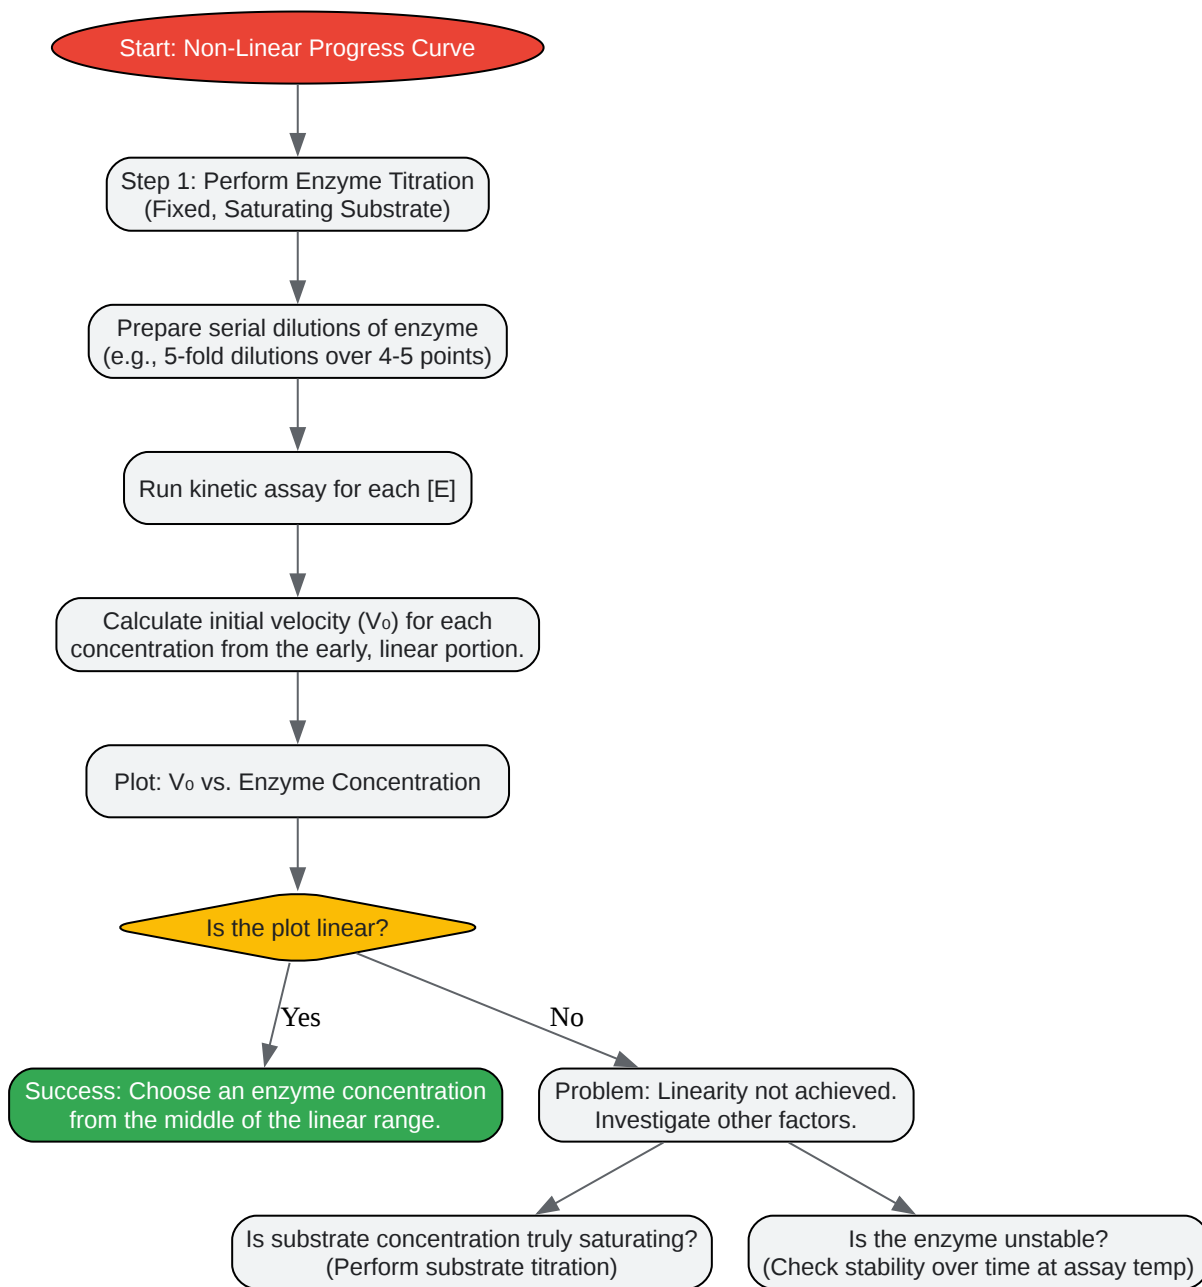 Start: Non-Linear Progress Curve
Step 1: Perform Enzyme Titration
(Fixed, Saturating Substrate)
Prepare serial dilutions of enzyme
(e.g., 5-fold dilutions over 4-5 points)
Run kinetic assay for each [E]
Calculate initial velocity (V₀) for each
concentration from the early, linear portion.
Plot: V₀ vs. Enzyme Concentration
Is the plot linear?
Yes
No
Success: Choose an enzyme concentration
from the middle of the linear range.
Problem: Linearity not achieved.
Investigate other factors.
Is substrate concentration truly saturating?
(Perform substrate titration)
Is the enzyme unstable?
(Check stability over time at assay temp)